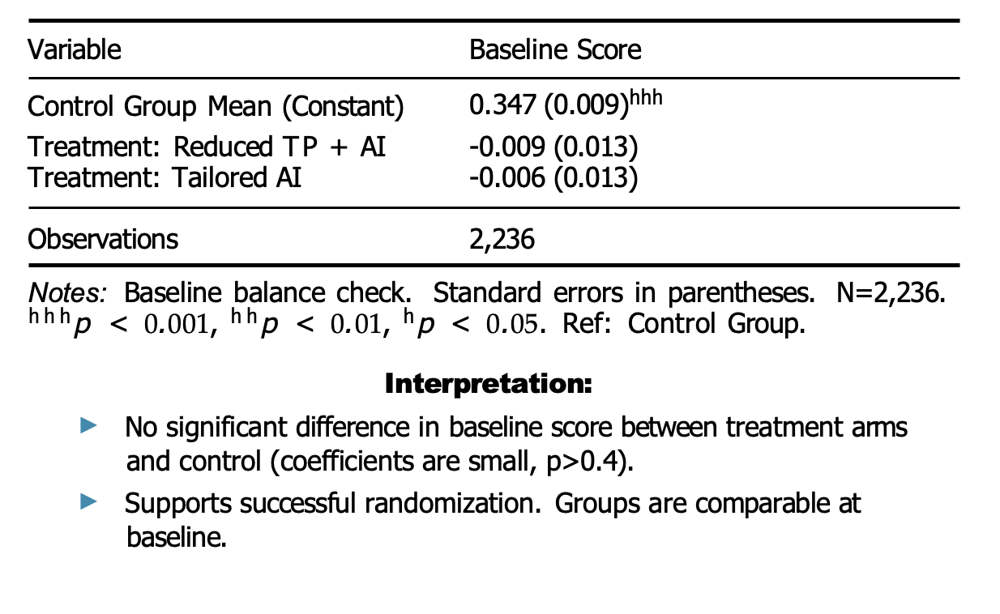 Variable Baseline Score
Control Group Mean (Constant) 0.347 (0.009)hhh
Treatment: Reduced TP + AI -0.009 (0.013)
Treatment: Tailored AI -0.006 (0.013)
Observations 2,236
Notes: Baseline balance check. Standard errors in parentheses. N=2,236.
hhhp < 0.001, hhp < 0.01, hp < 0.05. Ref: Control Group.
Interpretation:
► No significant difference in baseline score between treatment arms
and control (coefficients are small, p>0.4).
► Supports successful randomization. Groups are comparable at
baseline.